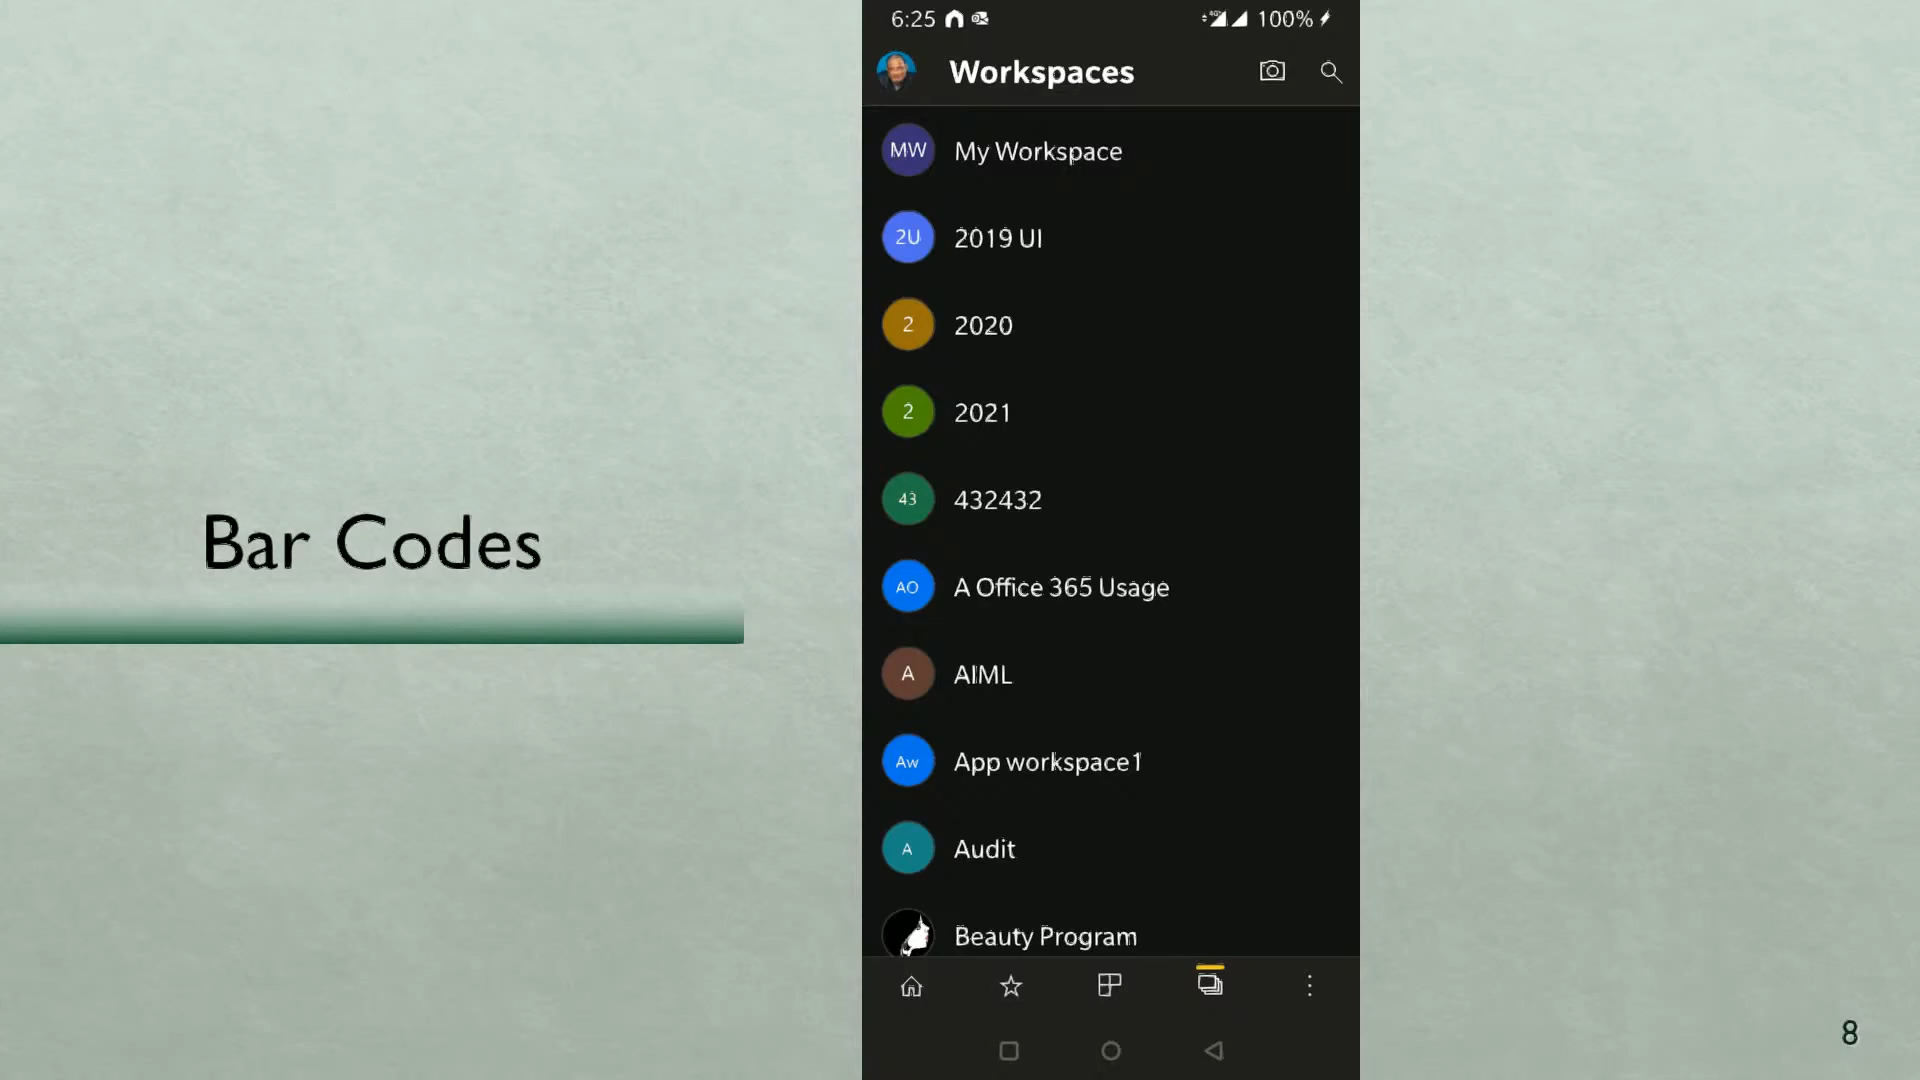 Bar Codes
6:25
100%
Workspaces
MW My Workspace
2U 2019 UI
2 2020
2 2021
43 432432
AO A Office 365 Usage
A AIML
Aw App workspace1
A Audit
Beauty Program
8